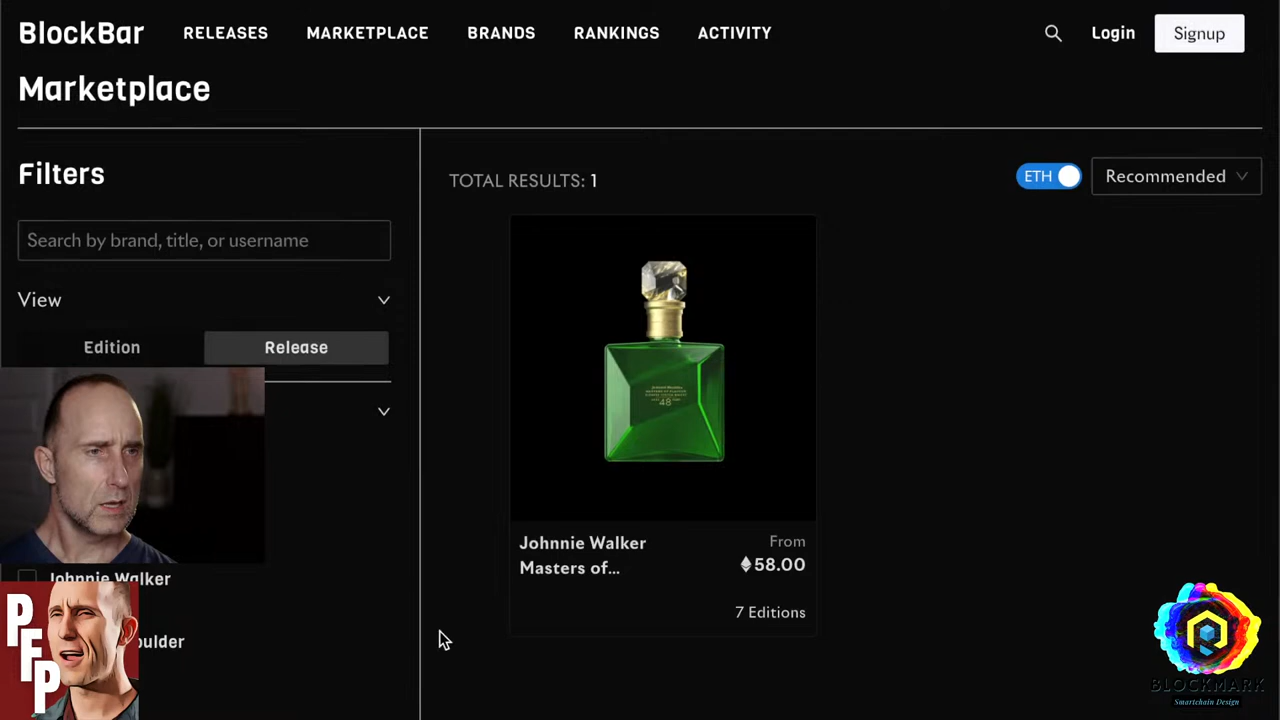 BlockBar RELEASES MARKETPLACE BRANDS RANKINGS ACTIVITY Login Signup
Marketplace
Filters
TOTAL RESULTS: 1
ETH
Recommended
Search by brand, title, or username
View
Edition Release
48
Johnnie Walker
Masters of...
From
58.00
7 Editions
Johnnie Walker
oulder
PFP
BLOCKMARK
Smartchain Design